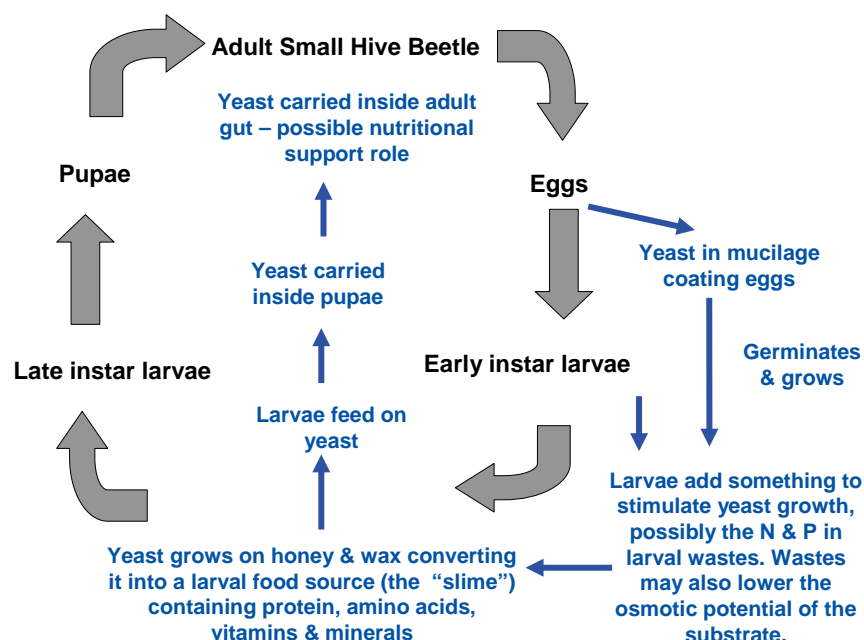 Adult Small Hive Beetle
Yeast carried inside adult
gut – possible nutritional
support role
Pupae
Eggs
Yeast in mucilage
coating eggs
Yeast carried
inside pupae
Germinates
& grows
Early instar larvae
Late instar larvae
Larvae feed on
yeast
Larvae add something to
stimulate yeast growth,
possibly the N & P in
larval wastes. Wastes
may also lower the
osmotic potential of the
substrate.
Yeast grows on honey & wax converting
it into a larval food source (the “slime”)
containing protein, amino acids,
vitamins & minerals